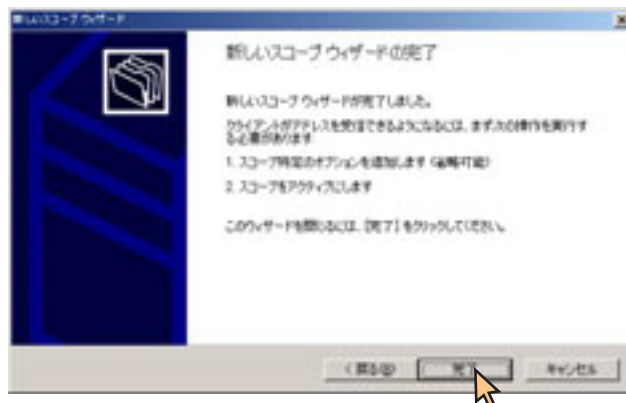 新しいスコープ ウィザード
新しいスコープ ウィザードの完了
新しいスコープ ウィザードが完了しました。
クライアントがアドレスを受信できるようになるには、まず次の操作を実行す
る必要があります:
1. スコープ特定のオプションを追加します (省略可能)
2. スコープをアクティブにします
このウィザードを閉じるには、[完了] をクリックしてください。
< 戻る(B)
完了
キャンセル